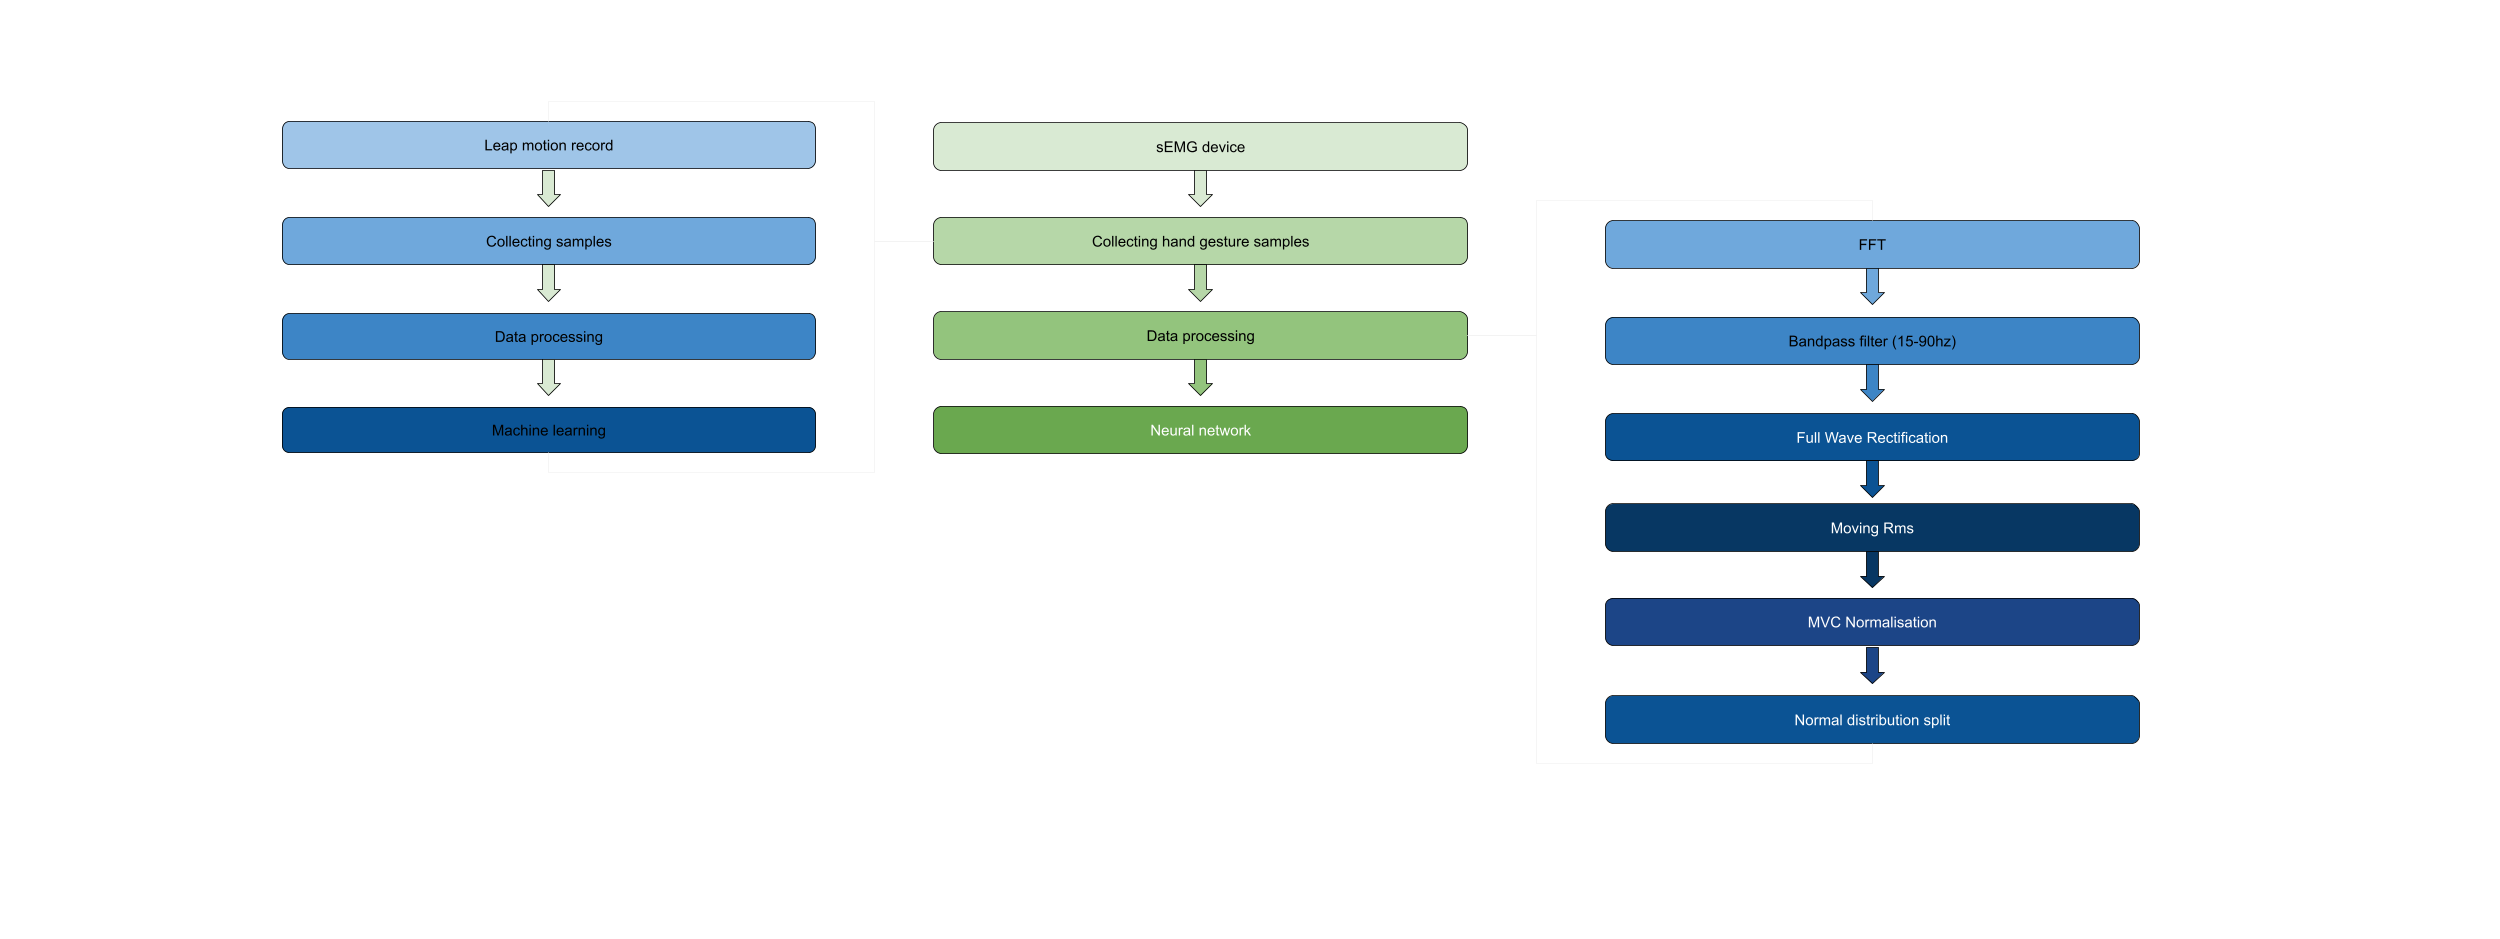 Leap motion record
Collecting samples
Data processing
Machine learning
sEMG device
Collecting hand gesture samples
Data processing
Neural network
FFT
Bandpass filter (15-90hz)
Full Wave Rectification
Moving Rms
MVC Normalisation
Normal distribution split